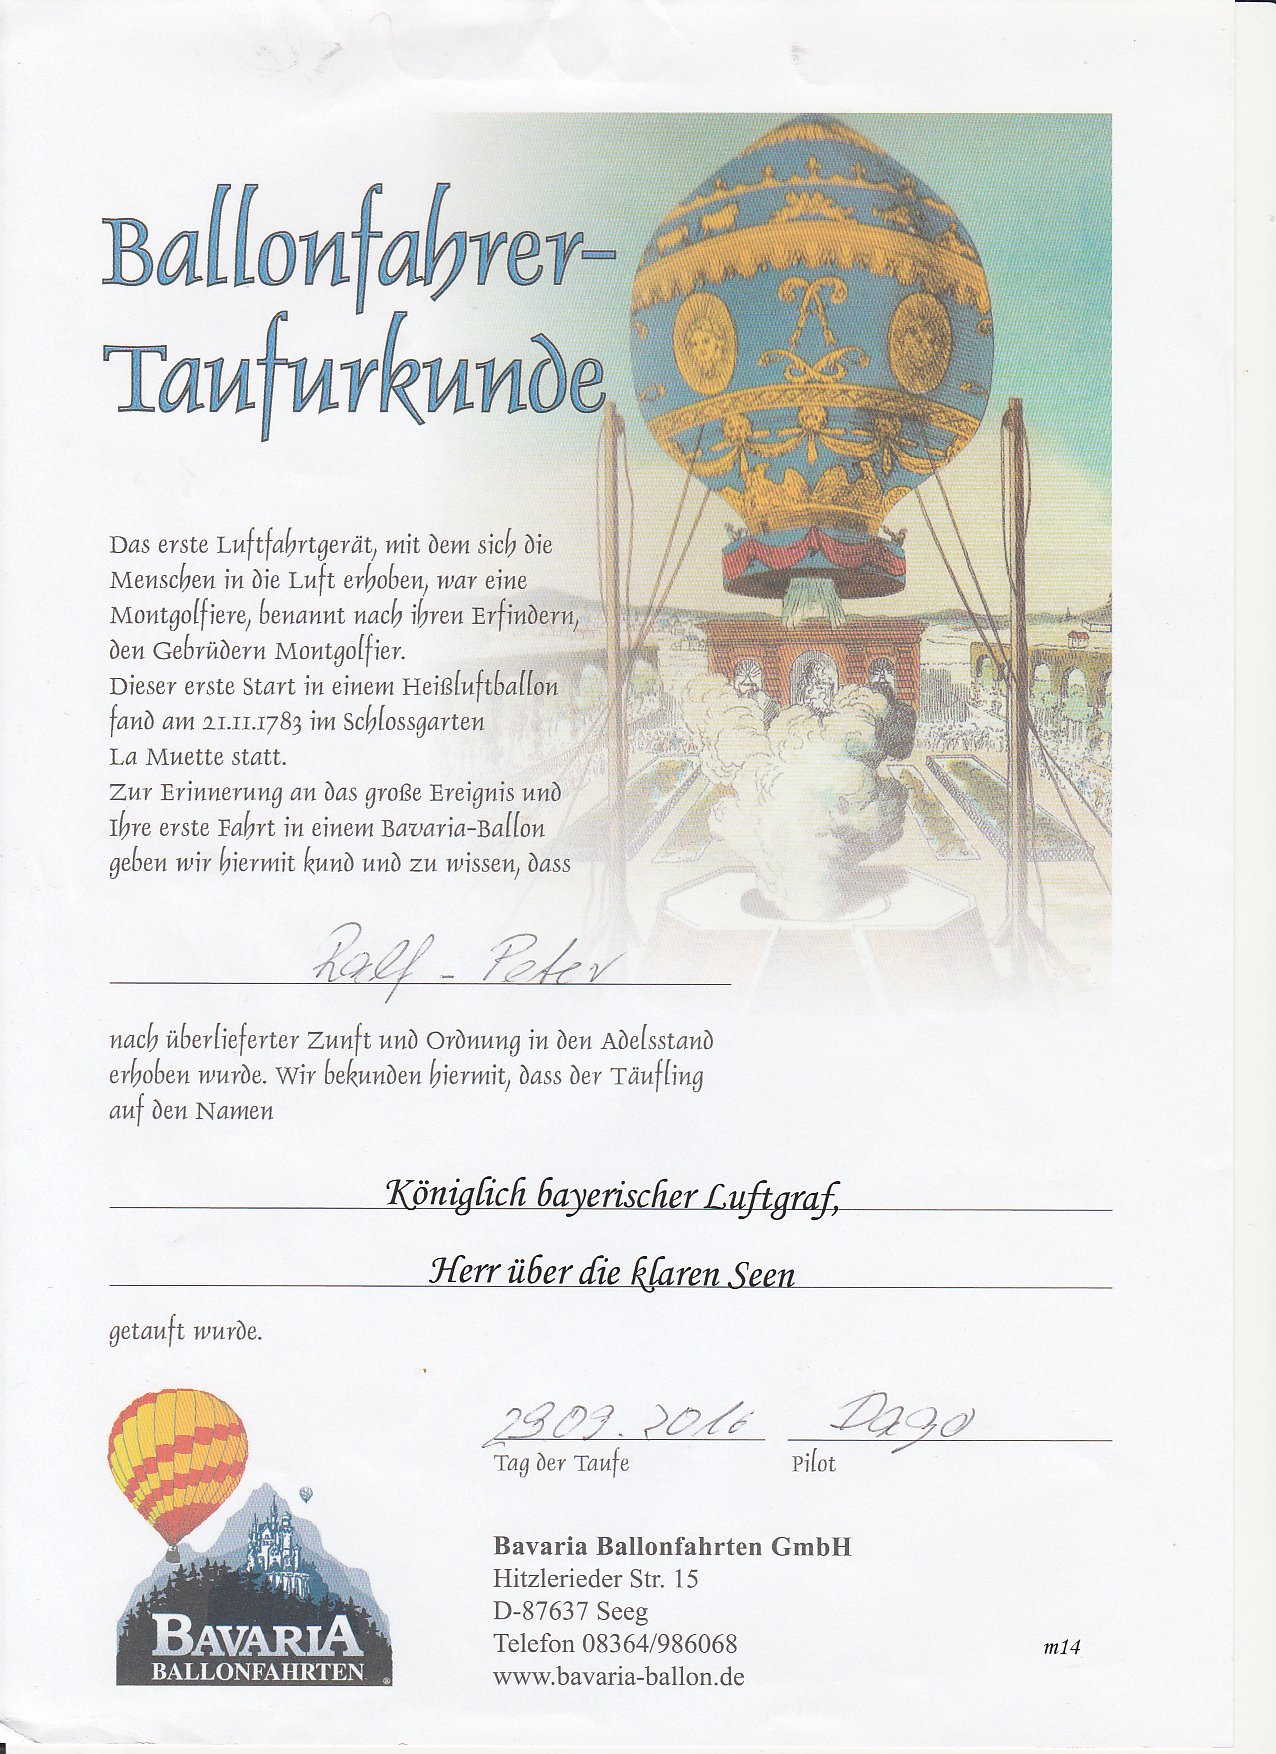 Ballonfahrer-
Taufurkunde
Das erste Luftfahrtgerät, mit dem sich die
Menschen in die Luft erhoben, war eine
Montgolfiere, benannt nach ihren Erfindern,
den Gebrüdern Montgolfier.
Dieser erste Start in einem Heißluftballon
fand am 21.11.1783 im Schlossgarten
La Muette statt.
Zur Erinnerung an das große Ereignis und
Ihre erste Fahrt in einem Bavaria-Ballon
geben wir hiermit kund und zu wissen, dass
Ralf - Peter
nach überlieferter Zunft und Ordnung in den Adelsstand
erhoben wurde. Wir bekunden hiermit, dass der Täufling
auf den Namen
Königlich bayerischer Luftgraf,
Herr über die klaren Seen
getauft wurde.
29.09.2016 Dago
Tag der Taufe Pilot
Bavaria Ballonfahrten GmbH
Hitzlerieder Str. 15
D-87637 Seeg
Telefon 08364/986068
www.bavaria-ballon.de
m14
BAVARIA
BALLONFAHRTEN ®